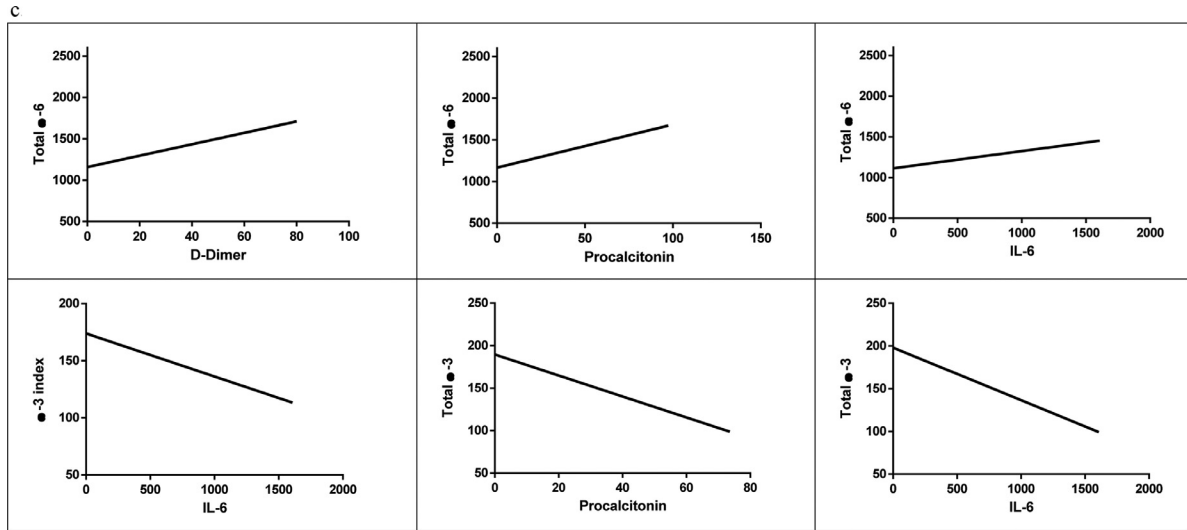 c
2500
2000
1500
1000
500
Total ●-6
0 20 40 60 80 100
D-Dimer
2500
2000
1500
1000
500
Total ●-6
0 50 100 150
Procalcitonin
2500
2000
1500
1000
500
Total ●-6
0 500 1000 1500 2000
IL-6
200
150
100
50
●-3 index
0 500 1000 1500 2000
IL-6
250
200
150
100
50
Total ●-3
0 20 40 60 80
Procalcitonin
250
200
150
100
50
Total ●-3
0 500 1000 1500 2000
IL-6